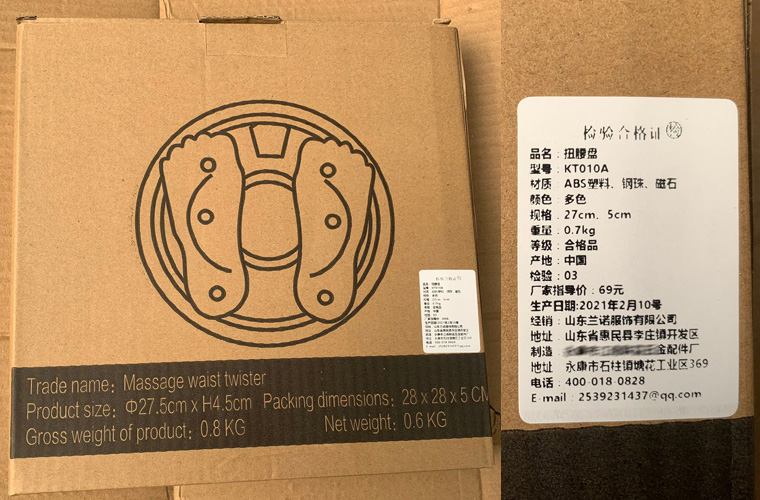 Trade name: Massage waist twister
Product size: Φ27.5cm x H4.5cm Packing dimensions: 28 x 28 x 5 CM
Gross weight of product: 0.8 KG Net weight: 0.6 KG
检验合格证
品名：扭腰盘
型号：KT010A
材质 ABS塑料、钢珠、磁石
颜色：多色
规格：27cm、5cm
重量：0.7kg
等级：合格品
产地：中国
检验：03
厂家指导价：69元
生产日期:2021年2月10号
经销：山东兰诺服饰有限公司
地址：山东省惠民县李庄镇开发区
制造： 金配件厂
地址：永康市石柱镇塘花工业区369
电话：400-018-0828
E-mail：2539231437@qq.com